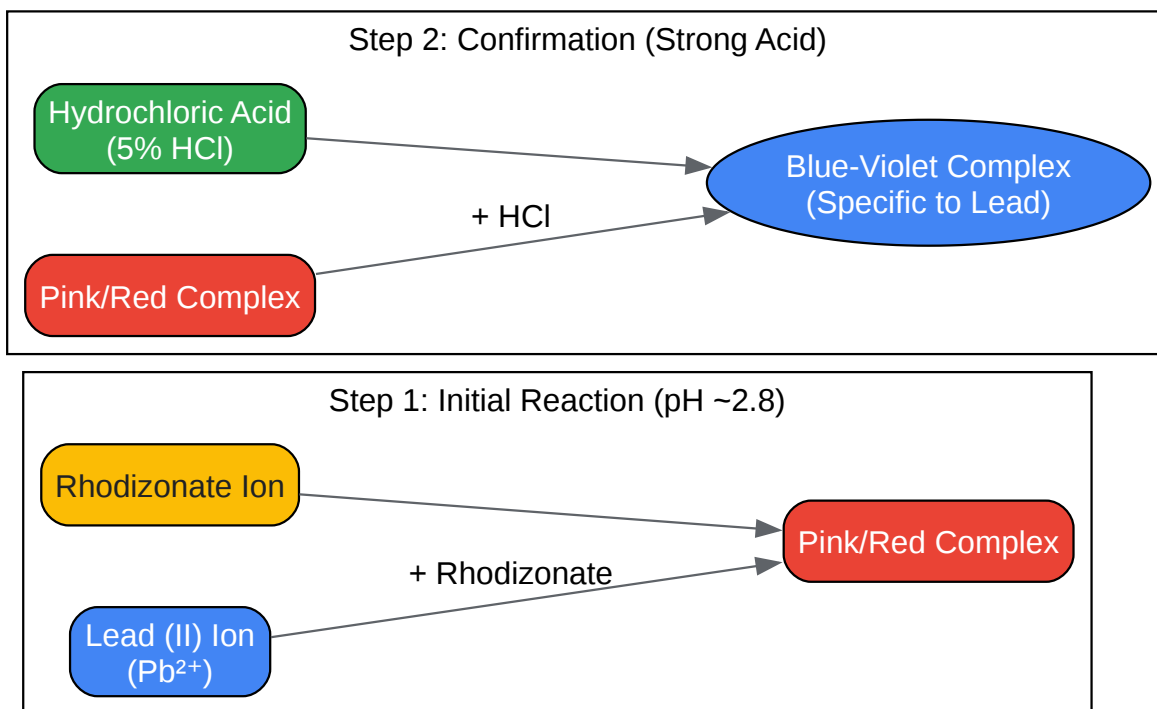 Step 2: Confirmation (Strong Acid)
Hydrochloric Acid
(5% HCl)
Blue-Violet Complex
(Specific to Lead)
+ HCl
Pink/Red Complex
Step 1: Initial Reaction (pH ~2.8)
Rhodizonate Ion
Pink/Red Complex
+ Rhodizonate
Lead (II) Ion
(Pb²⁺)